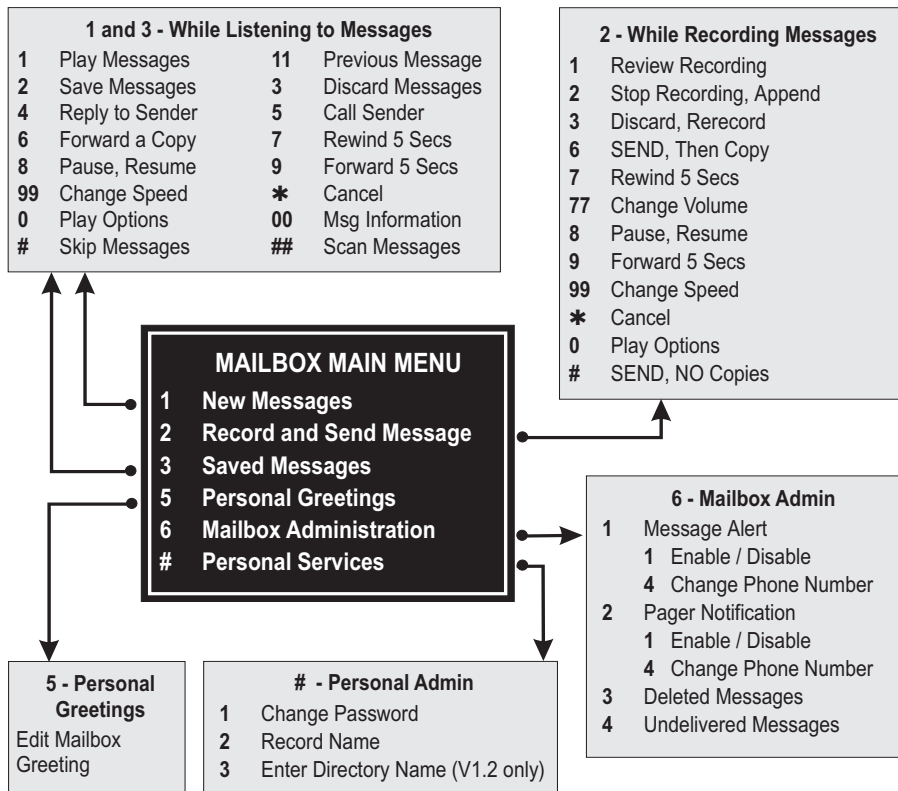 1 and 3 - While Listening to Messages
1 Play Messages 11 Previous Message
2 Save Messages 3 Discard Messages
4 Reply to Sender 5 Call Sender
6 Forward a Copy 7 Rewind 5 Secs
8 Pause, Resume 9 Forward 5 Secs
99 Change Speed ✱ Cancel
0 Play Options 00 Msg Information
# Skip Messages ## Scan Messages
2 - While Recording Messages
1 Review Recording
2 Stop Recording, Append
3 Discard, Rerecord
6 SEND, Then Copy
7 Rewind 5 Secs
77 Change Volume
8 Pause, Resume
9 Forward 5 Secs
99 Change Speed
✱ Cancel
0 Play Options
# SEND, NO Copies
MAILBOX MAIN MENU
1 New Messages
2 Record and Send Message
3 Saved Messages
5 Personal Greetings
6 Mailbox Administration
# Personal Services
6 - Mailbox Admin
1 Message Alert
1 Enable / Disable
4 Change Phone Number
2 Pager Notification
1 Enable / Disable
4 Change Phone Number
3 Deleted Messages
4 Undelivered Messages
5 - Personal
Greetings
Edit Mailbox
Greeting
# - Personal Admin
1 Change Password
2 Record Name
3 Enter Directory Name (V1.2 only)